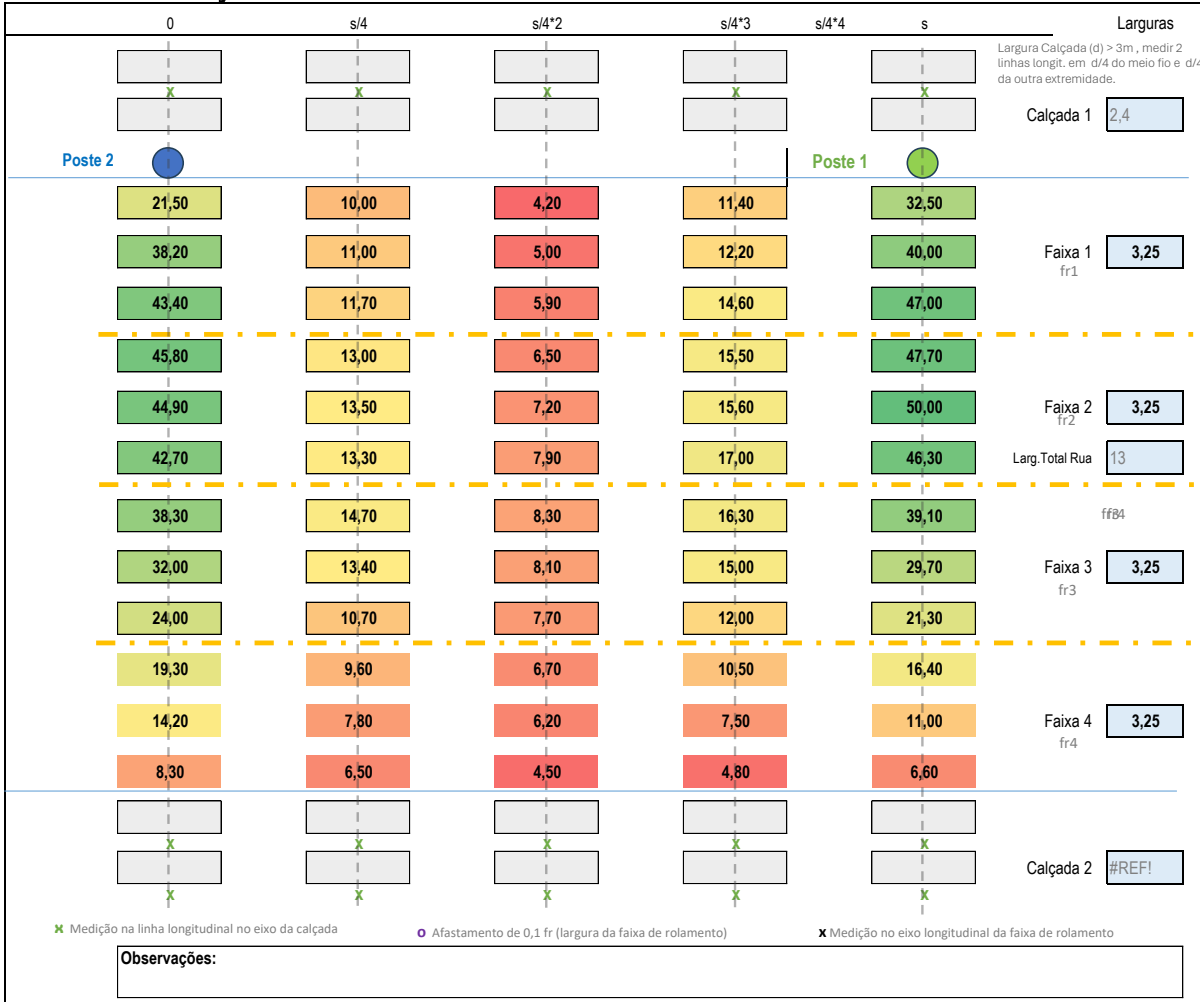 0 s/4 s/4*2 s/4*3 s/4*4 s Larguras
Largura Calçada (d) > 3m , medir 2
linhas longit. em d/4 do meio fio e d/4
da outra extremidade.
x x x x x
Calçada 1 2,4
Poste 2 Poste 1
21,50 10,00 4,20 11,40 32,50
38,20 11,00 5,00 12,20 40,00 Faixa 1 3,25
fr1
43,40 11,70 5,90 14,60 47,00
45,80 13,00 6,50 15,50 47,70
44,90 13,50 7,20 15,60 50,00 Faixa 2 3,25
fr2
42,70 13,30 7,90 17,00 46,30 Larg.Total Rua 13
38,30 14,70 8,30 16,30 39,10
32,00 13,40 8,10 15,00 29,70 Faixa 3 3,25
fr3
24,00 10,70 7,70 12,00 21,30
19,30 9,60 6,70 10,50 16,40
14,20 7,80 6,20 7,50 11,00 Faixa 4 3,25
fr4
8,30 6,50 4,50 4,80 6,60
x x x x x
Calçada 2 #REF!
x x x x x
x Medição na linha longitudinal no eixo da calçada o Afastamento de 0,1 fr (largura da faixa de rolamento) x Medição no eixo longitudinal da faixa de rolamento
Observações: